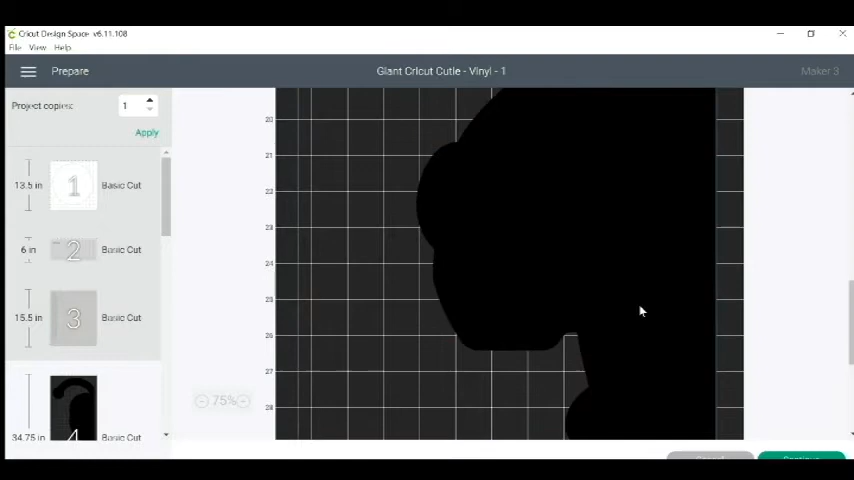 Cricut Design Space v6.11.108
File View Help
Prepare
Giant Cricut Cutie - Vinyl - 1
Maker 3
Project copies:
1
Apply
13.5 in
1
Basic Cut
6 in
2
Basic Cut
15.5 in
3
Basic Cut
34.75 in
4
Basic Cut
20
21
22
23
24
25
26
27
28
75%